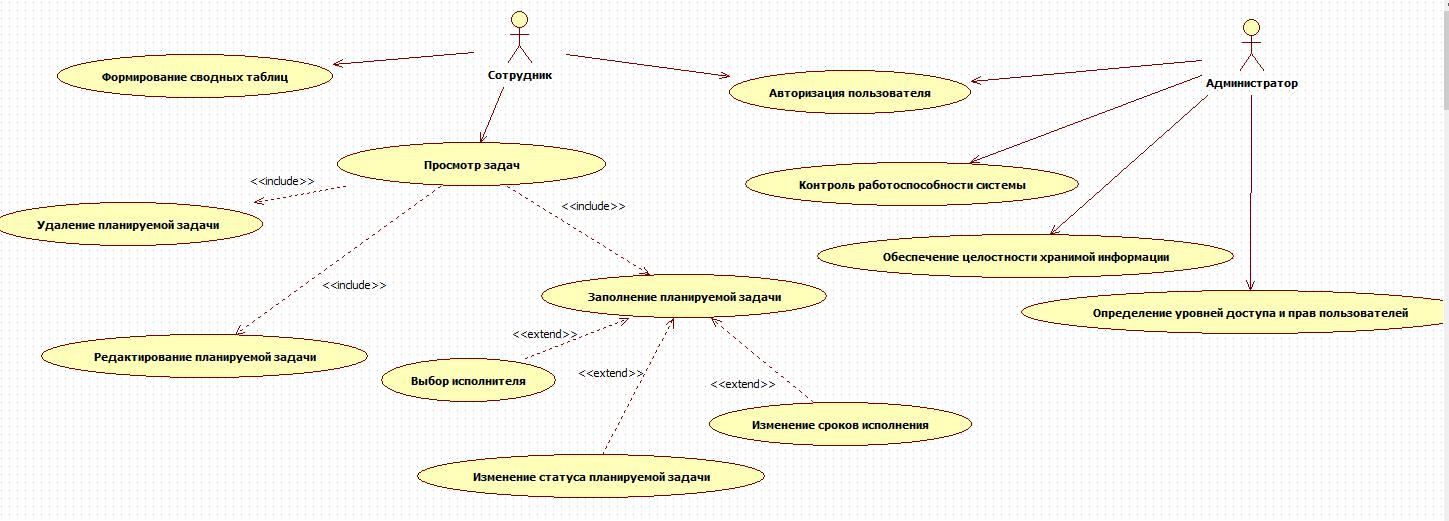 Сотрудник
Администратор
Формирование сводных таблиц
Авторизация пользователя
Просмотр задач
<<include>>
Контроль работоспособности системы
<<include>>
Удаление планируемой задачи
Обеспечение целостности хранимой информации
<<include>>
Заполнение планируемой задачи
Определение уровней доступа и прав пользователей
<<extend>>
Редактирование планируемой задачи
<<extend>>
Выбор исполнителя
<<extend>>
Изменение сроков исполнения
Изменение статуса планируемой задачи